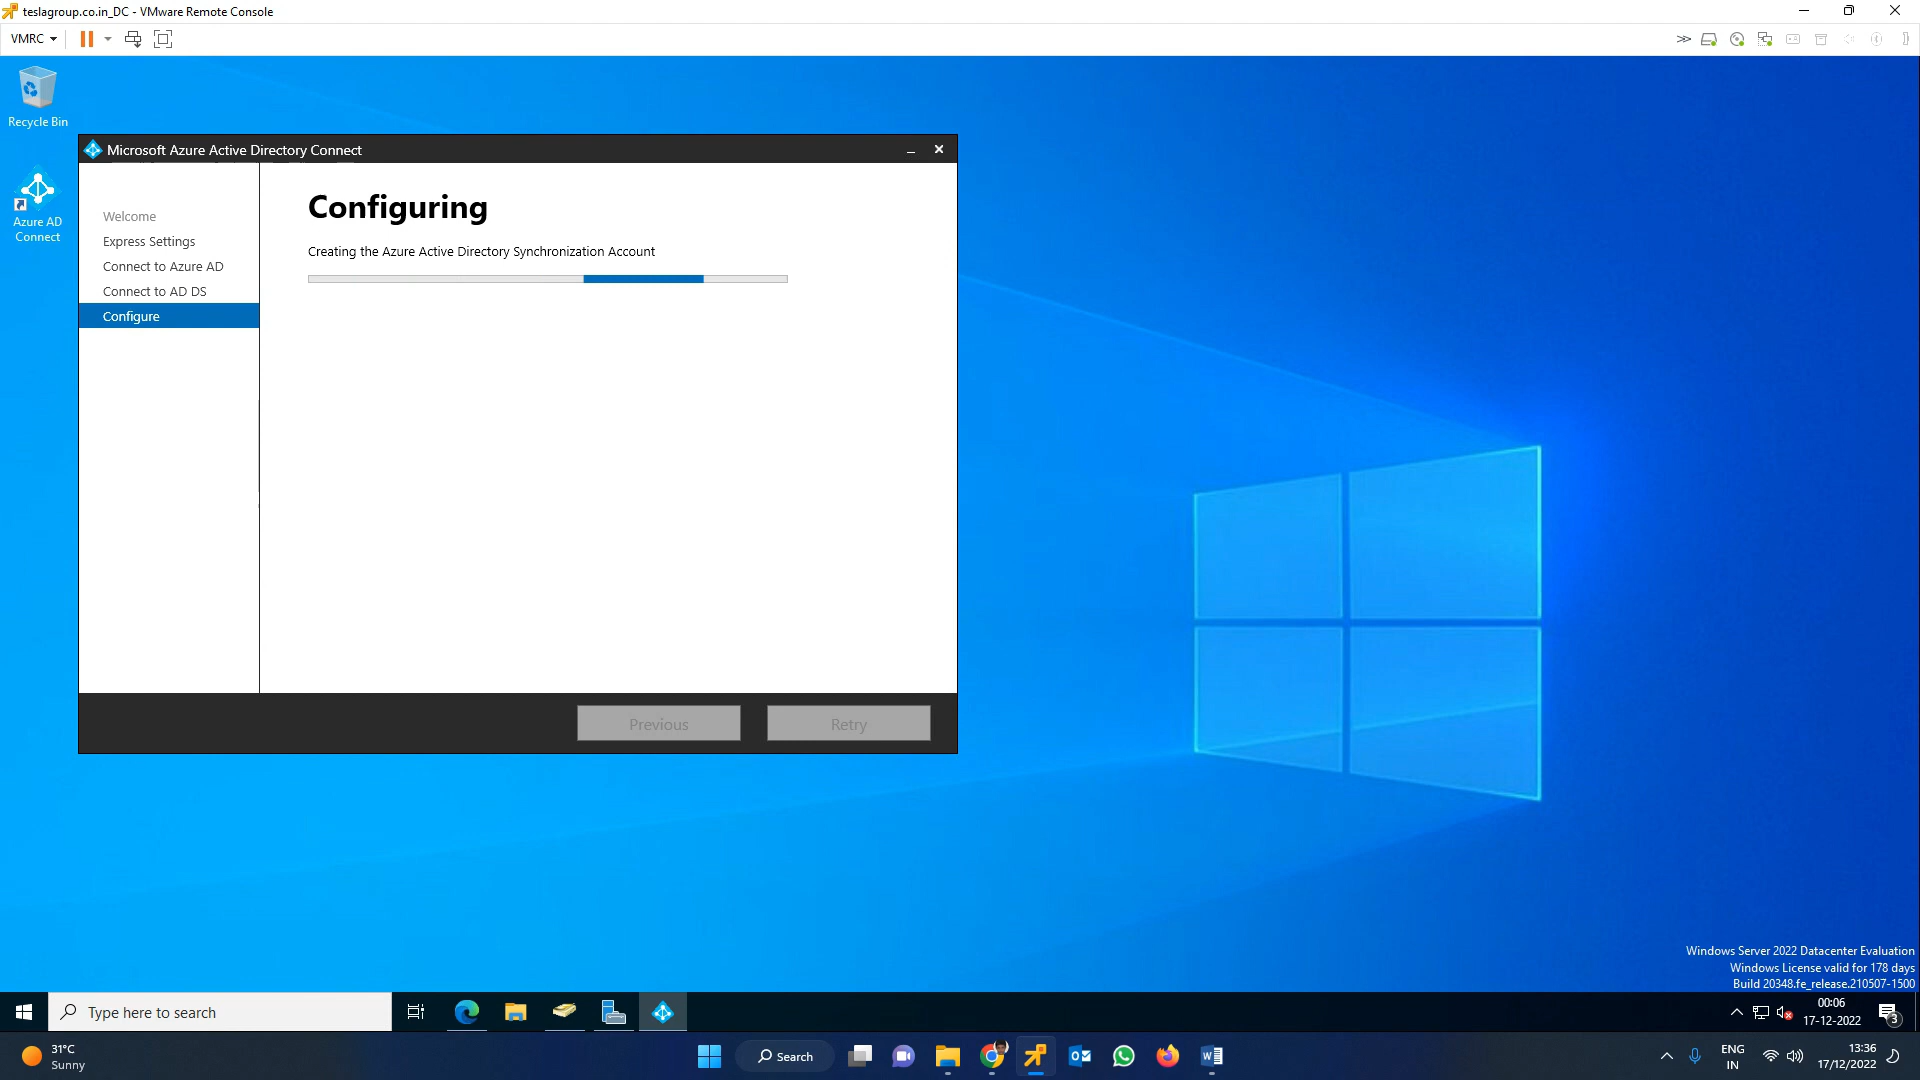 teslagroup.co.in_DC - VMware Remote Console
VMRC
Recycle Bin
Azure AD
Connect
Microsoft Azure Active Directory Connect
Welcome
Express Settings
Connect to Azure AD
Connect to AD DS
Configure
Configuring
Creating the Azure Active Directory Synchronization Account
Previous
Retry
Windows Server 2022 Datacenter Evaluation
Windows License valid for 178 days
Build 20348.fe_release.210507-1500
Type here to search
00:06
17-12-2022
3
31°C
Sunny
Search
ENG
IN
13:36
17/12/2022